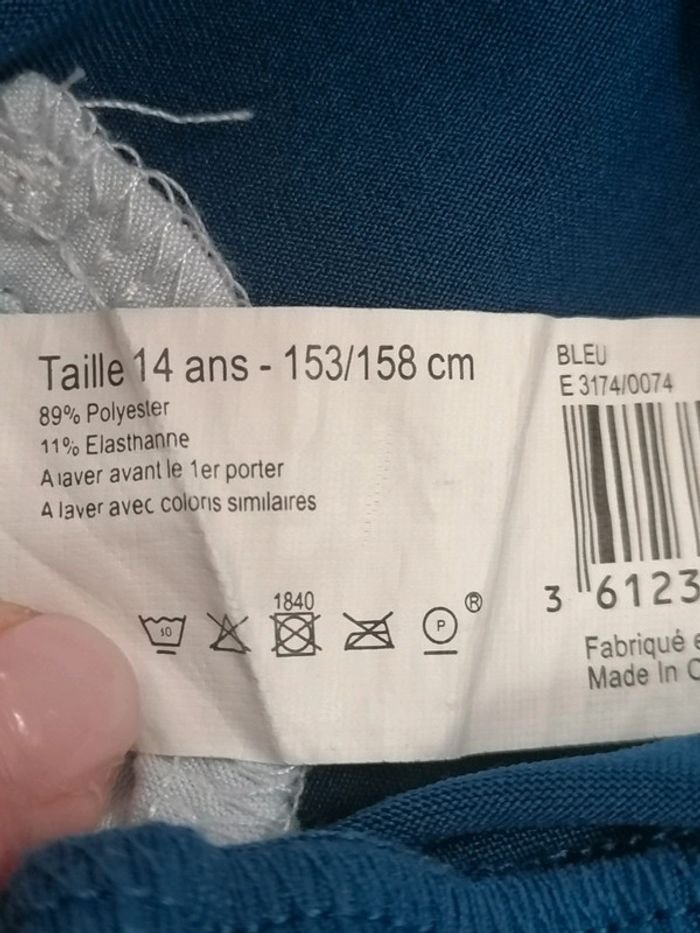 Taille 14 ans - 153/158 cm
89% Polyester
11% Elasthanne
A laver avant le 1er porter
A laver avec coloris similaires
1840
P
®
BLEU
E 3174/0074
3 6123
Fabriqué
Made In